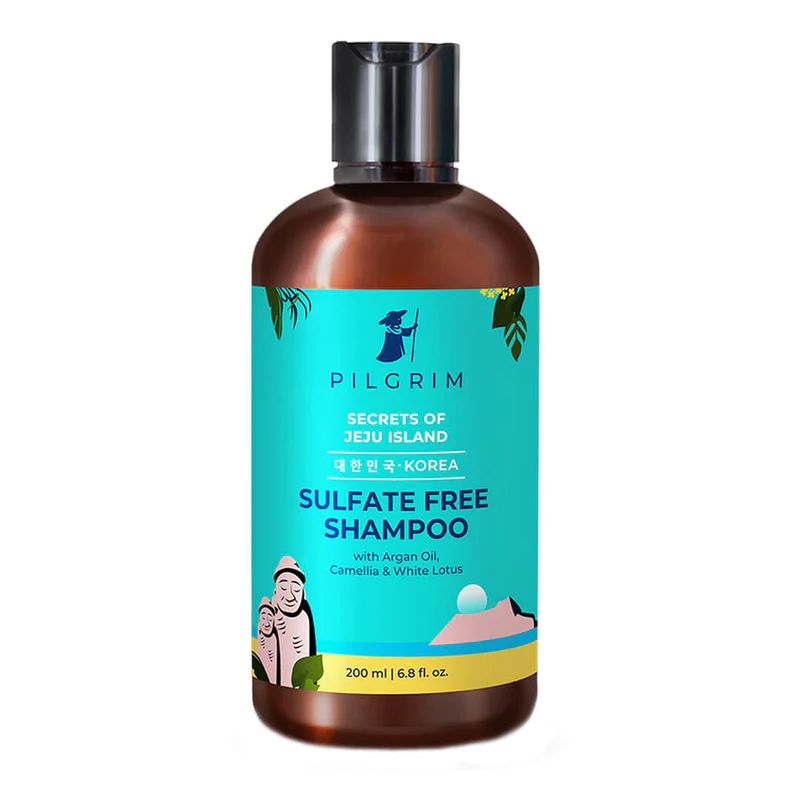 PILGRIM
SECRETS OF
JEJU ISLAND
대한민국·KOREA
SULFATE FREE
SHAMPOO
with Argan Oil,
Camellia & White Lotus
200 ml | 6.8 fl. oz.